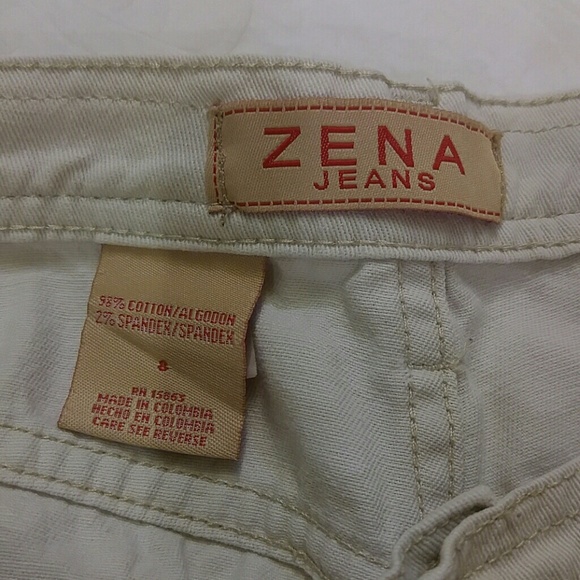 ZENA
JEANS
98% COTTON/ALGODON
2% SPANDEX/SPANDEX
8
RN 15863
MADE IN COLOMBIA
HECHO EN COLOMBIA
CARE SEE REVERSE